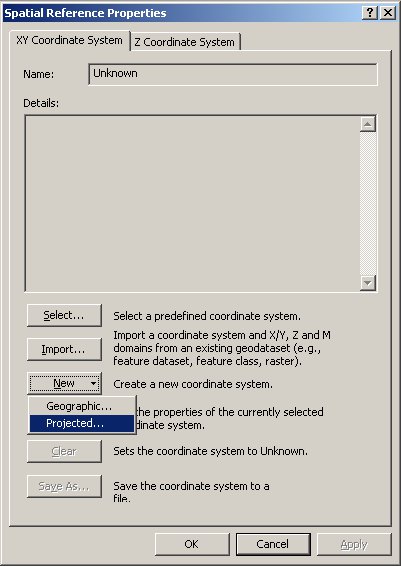 Spatial Reference Properties
XY Coordinate System
Z Coordinate System
Name:
Unknown
Details:
Select...
Select a predefined coordinate system.
Import...
Import a coordinate system and X/Y, Z and M
domains from an existing geodataset (e.g.,
feature dataset, feature class, raster).
New
Create a new coordinate system.
Geographic...
Projected...
the properties of the currently selected
dinate system.
Clear
Sets the coordinate system to Unknown.
Save As...
Save the coordinate system to a
file.
OK
Cancel
Apply